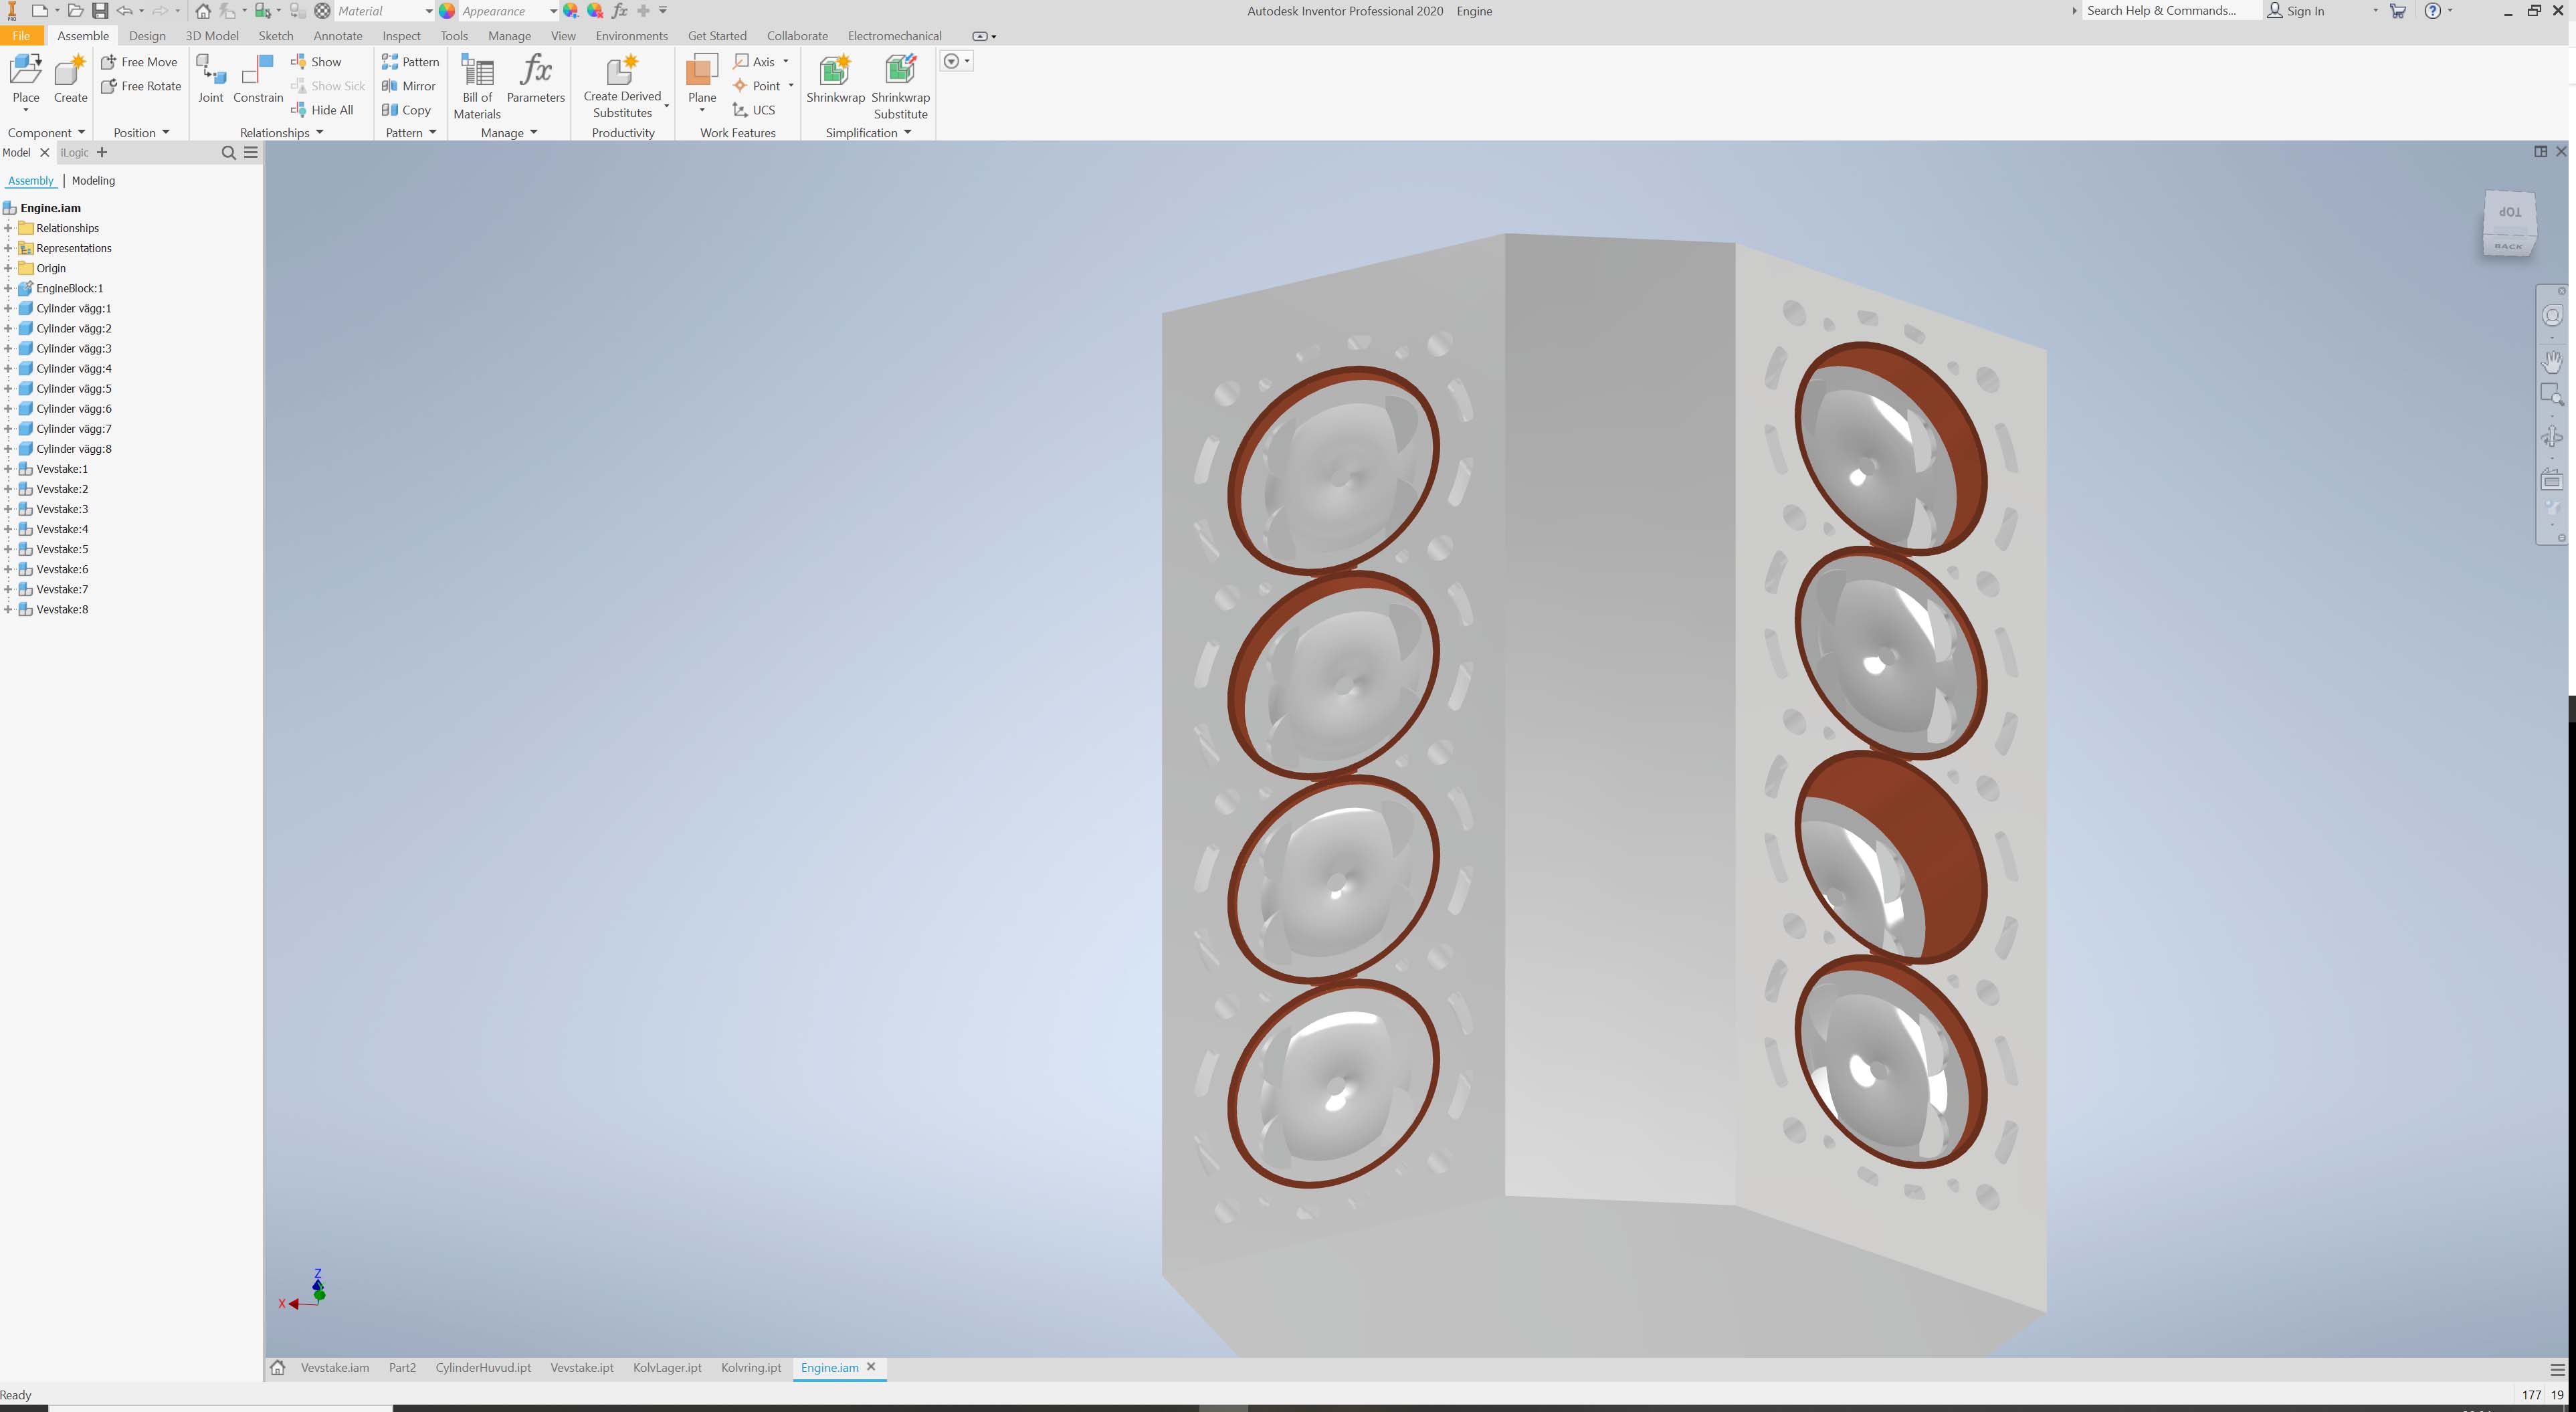 PRO Material Appearance Autodesk Inventor Professional 2020 Engine Search Help & Commands... Sign In
File Assemble Design 3D Model Sketch Annotate Inspect Tools Manage View Environments Get Started Collaborate Electromechanical
Place
Create
Free Move
Free Rotate
Joint
Constrain
Show
Show Sick
Hide All
Pattern
Mirror
Copy
Bill of
Materials
fx
Parameters
Create Derived
Substitutes
Plane
Axis
Point
UCS
Shrinkwrap
Shrinkwrap
Substitute
Component Position Relationships Pattern Manage Productivity Work Features Simplification
Model iLogic
Assembly | Modeling
Engine.iam
Relationships
Representations
Origin
EngineBlock:1
Cylinder vägg:1
Cylinder vägg:2
Cylinder vägg:3
Cylinder vägg:4
Cylinder vägg:5
Cylinder vägg:6
Cylinder vägg:7
Cylinder vägg:8
Vevstake:1
Vevstake:2
Vevstake:3
Vevstake:4
Vevstake:5
Vevstake:6
Vevstake:7
Vevstake:8
TOP
BACK
Z
X
Vevstake.iam Part2 CylinderHuvud.ipt Vevstake.ipt KolvLager.ipt Kolvring.ipt Engine.iam
Ready 177 19